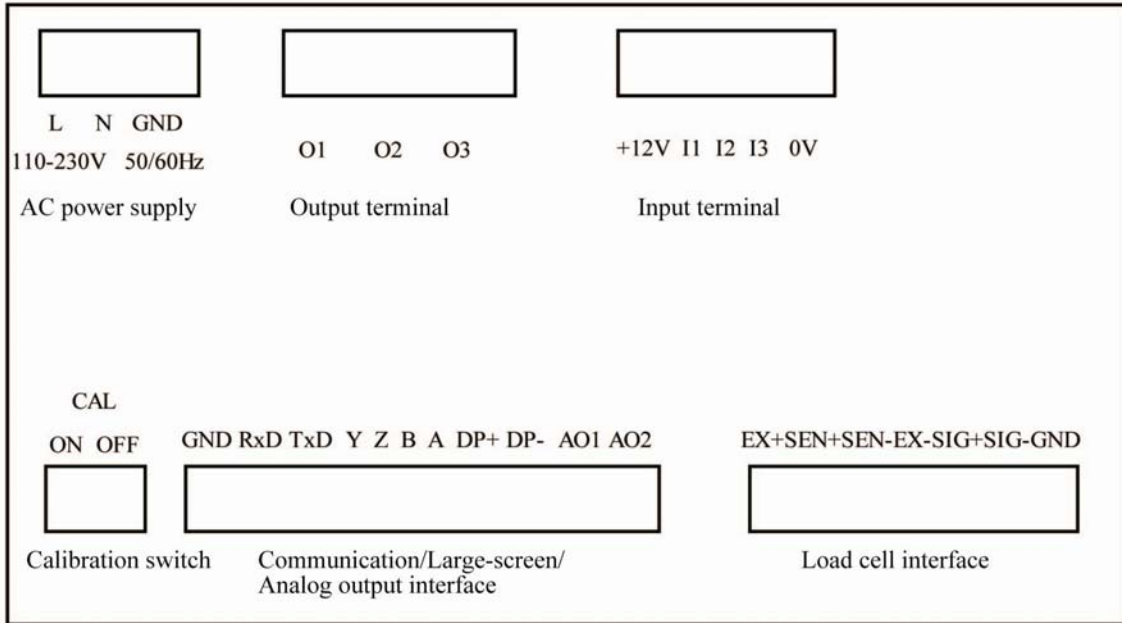 L N GND
110-230V 50/60Hz
AC power supply
O1 O2 O3
Output terminal
+12V I1 I2 I3 0V
Input terminal
CAL
ON OFF
Calibration switch
GND RxD TxD Y Z B A DP+ DP- AO1 AO2
Communication/Large-screen/
Analog output interface
EX+SEN+SEN-EX-SIG+SIG-GND
Load cell interface